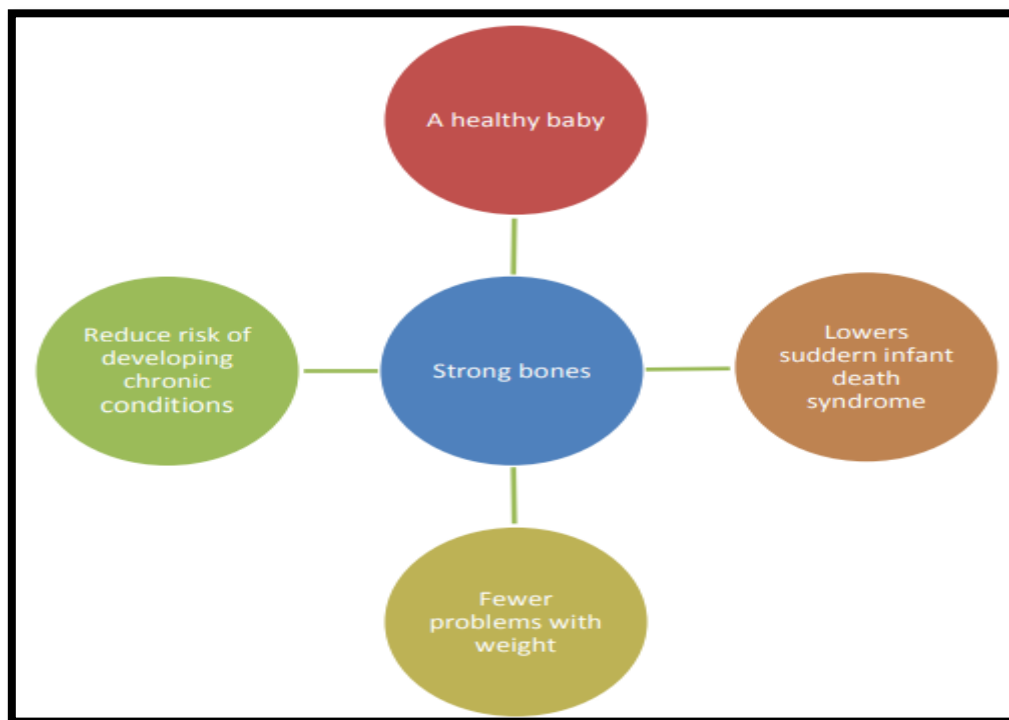 A healthy baby
Reduce risk of
developing
chronic
conditions
Strong bones
Lowers
suddern infant
death
syndrome
Fewer
problems with
weight